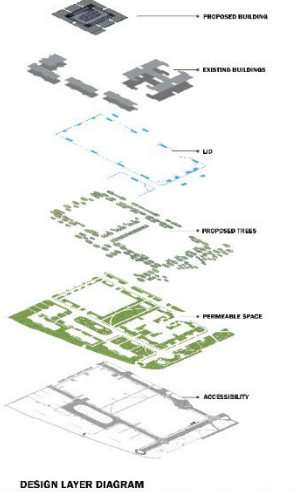 PROPOSED BUILDING
EXISTING BUILDINGS
LID
PROPOSED TREES
PERMEABLE SPACE
ACCESSIBILITY
DESIGN LAYER DIAGRAM